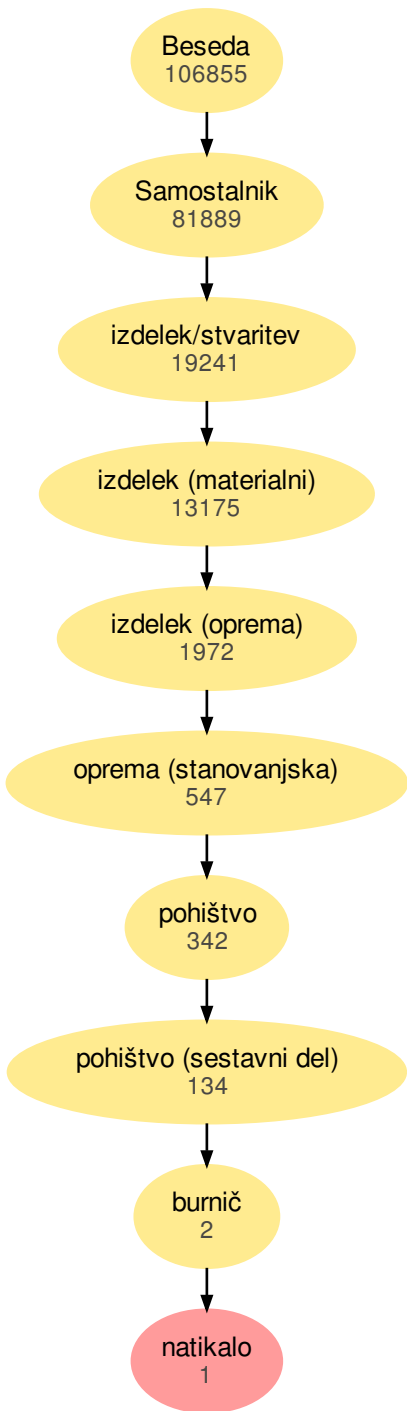 Beseda
106855
Samostalnik
81889
izdelek/stvaritev
19241
izdelek (materialni)
13175
izdelek (oprema)
1972
oprema (stanovanjska)
547
pohištvo
342
pohištvo (sestavni del)
134
burnič
2
natikalo
1